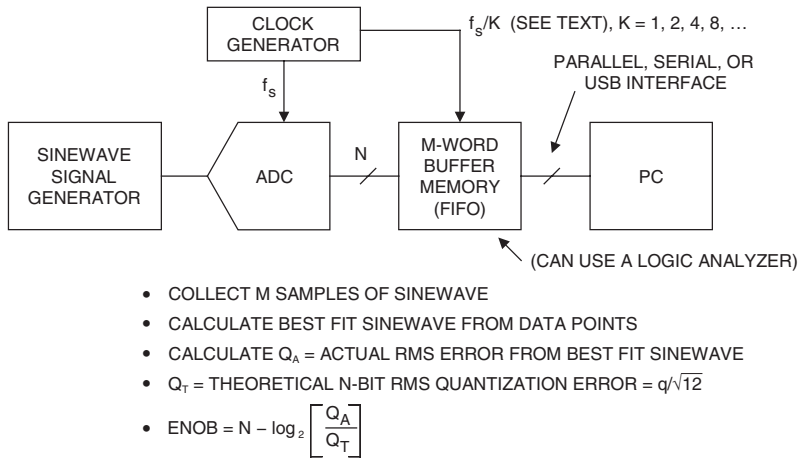 CLOCK
GENERATOR
f_s/K (SEE TEXT), K = 1, 2, 4, 8, …
PARALLEL, SERIAL, OR
USB INTERFACE
f_s
SINEWAVE
SIGNAL
GENERATOR
ADC
N
M-WORD
BUFFER
MEMORY
(FIFO)
PC
(CAN USE A LOGIC ANALYZER)
• COLLECT M SAMPLES OF SINEWAVE
• CALCULATE BEST FIT SINEWAVE FROM DATA POINTS
• CALCULATE Q_A = ACTUAL RMS ERROR FROM BEST FIT SINEWAVE
• Q_T = THEORETICAL N-BIT RMS QUANTIZATION ERROR = q/√12
• ENOB = N – log_2 [Q_A / Q_T]